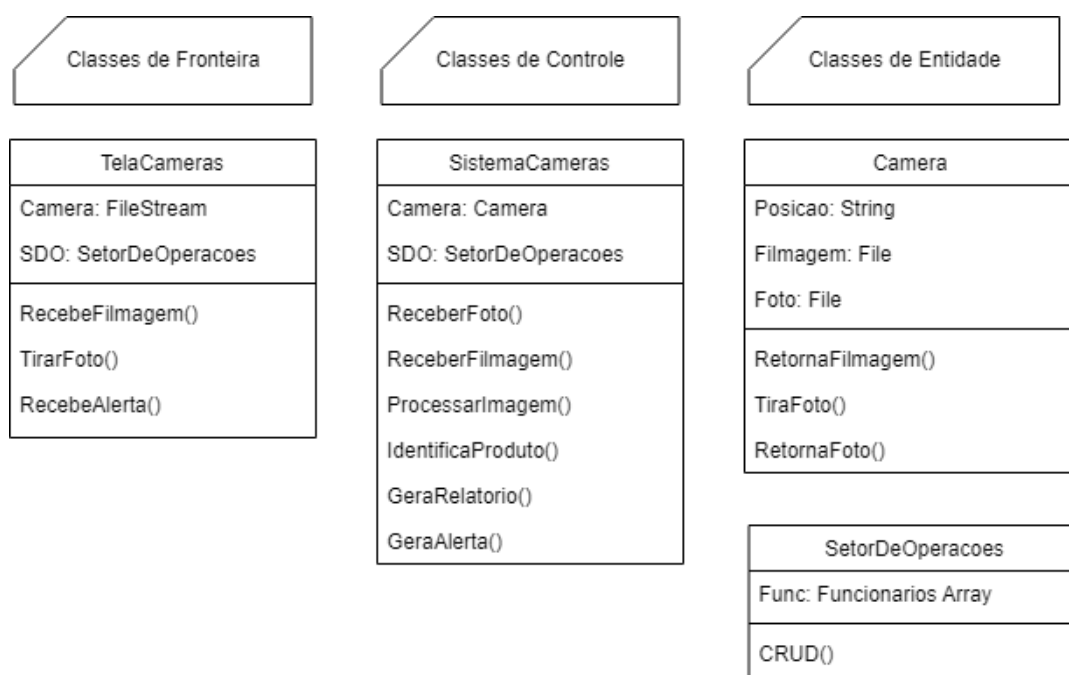 Classes de Fronteira
Classes de Controle
Classes de Entidade
TelaCameras
Camera: FileStream
SDO: SetorDeOperacoes
RecebeFilmagem()
TirarFoto()
RecebeAlerta()
SistemaCameras
Camera: Camera
SDO: SetorDeOperacoes
ReceberFoto()
ReceberFilmagem()
ProcessarImagem()
IdentificaProduto()
GeraRelatorio()
GeraAlerta()
Camera
Posicao: String
Filmagem: File
Foto: File
RetornaFilmagem()
TiraFoto()
RetornaFoto()
SetorDeOperacoes
Func: Funcionarios Array
CRUD()